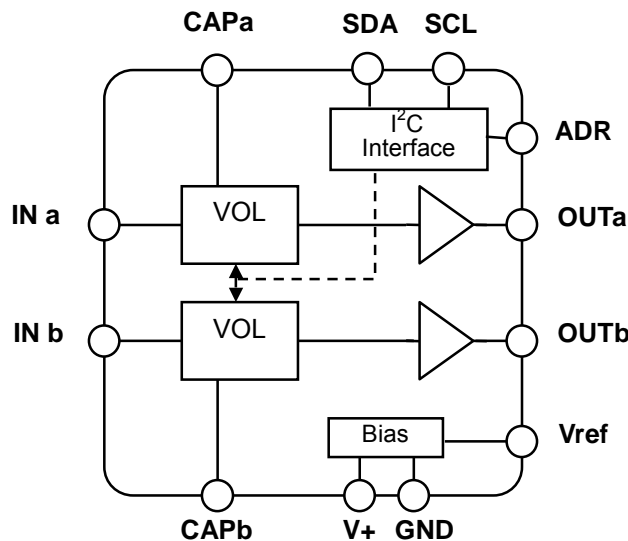 CAPa
SDA
SCL
I²C
Interface
ADR
IN a
VOL
OUTa
IN b
VOL
OUTb
Bias
Vref
CAPb
V+
GND